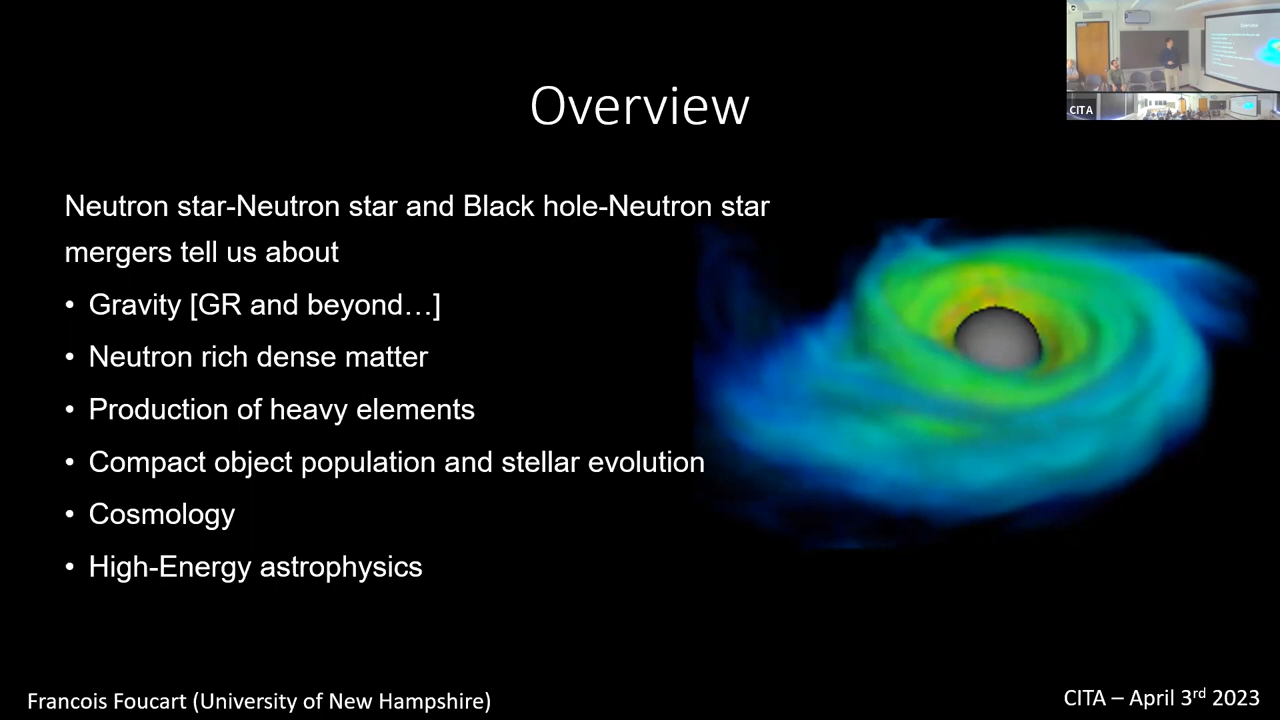 CITA
Overview
Neutron star-Neutron star and Black hole-Neutron star
mergers tell us about
• Gravity [GR and beyond…]
• Neutron rich dense matter
• Production of heavy elements
• Compact object population and stellar evolution
• Cosmology
• High-Energy astrophysics
Francois Foucart (University of New Hampshire)
CITA – April 3rd 2023